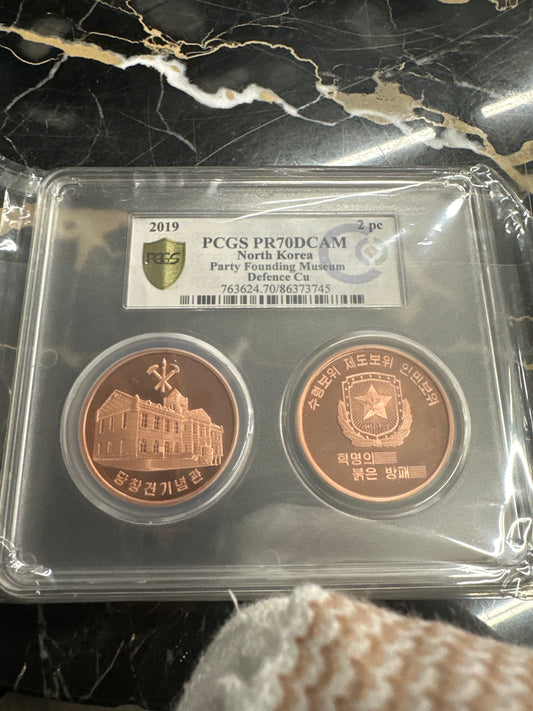 2019
2 pc
PCGS
PCGS PR70DCAM
North Korea
Party Founding Museum
Defence Cu
763624.70/86373745
당창건기념관
수령보위 제도보위 인민보위
혁명의
붉은 방패